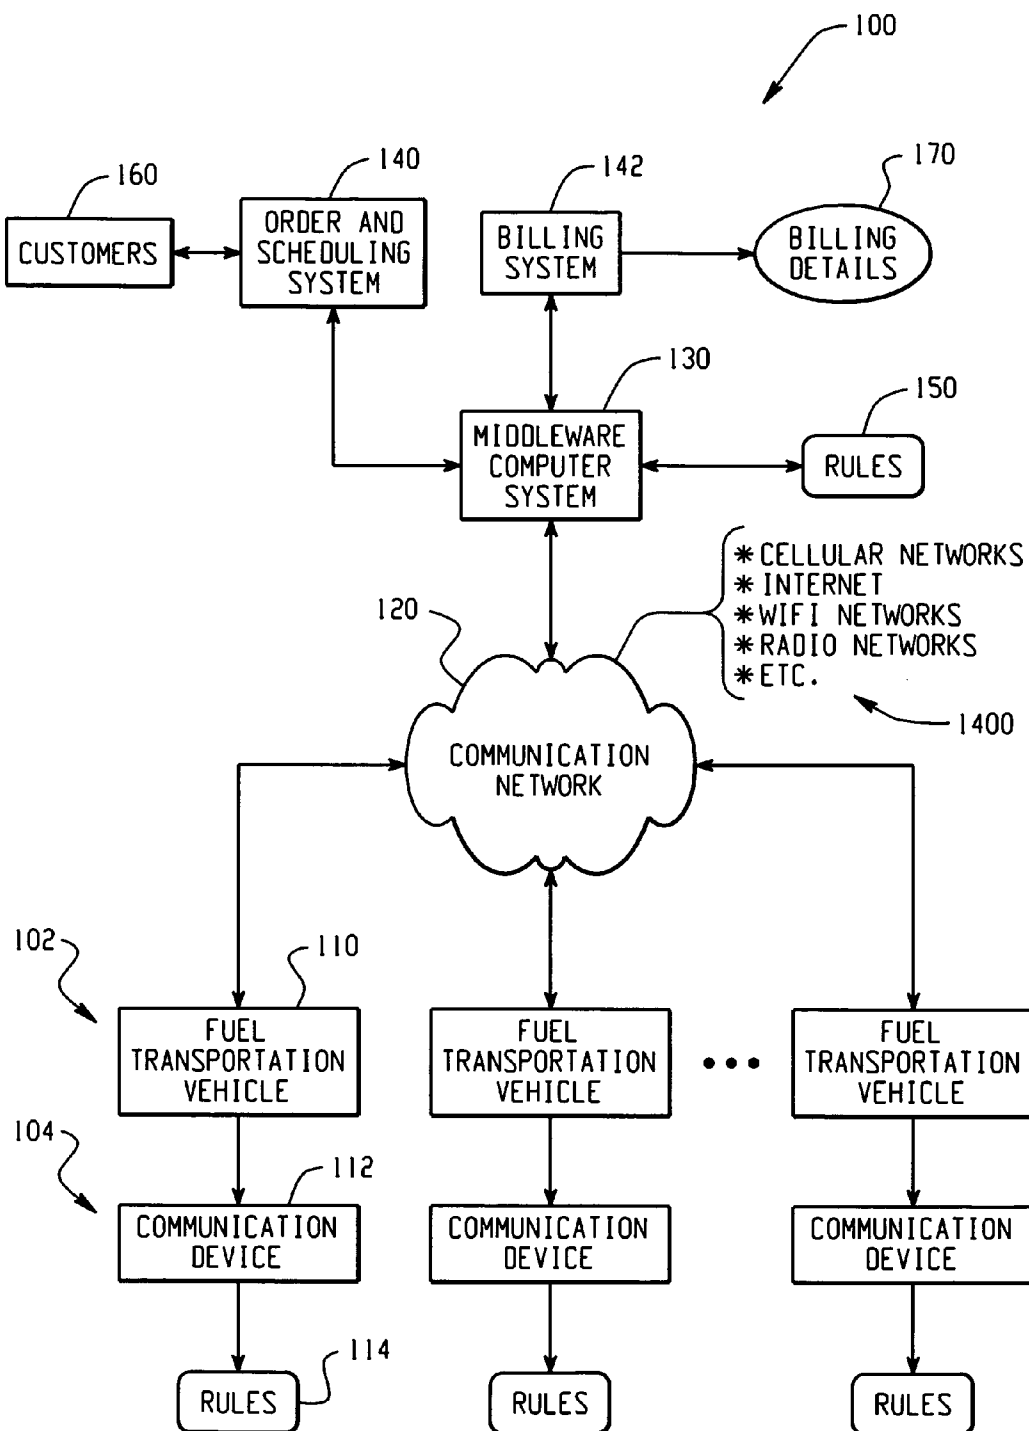 100
160
140
142
170
CUSTOMERS
ORDER AND
SCHEDULING
SYSTEM
BILLING
SYSTEM
BILLING
DETAILS
130
150
MIDDLEWARE
COMPUTER
SYSTEM
RULES
120
* CELLULAR NETWORKS
* INTERNET
* WIFI NETWORKS
* RADIO NETWORKS
* ETC.
1400
COMMUNICATION
NETWORK
102
110
FUEL
TRANSPORTATION
VEHICLE
FUEL
TRANSPORTATION
VEHICLE
FUEL
TRANSPORTATION
VEHICLE
104
112
COMMUNICATION
DEVICE
COMMUNICATION
DEVICE
COMMUNICATION
DEVICE
114
RULES
RULES
RULES